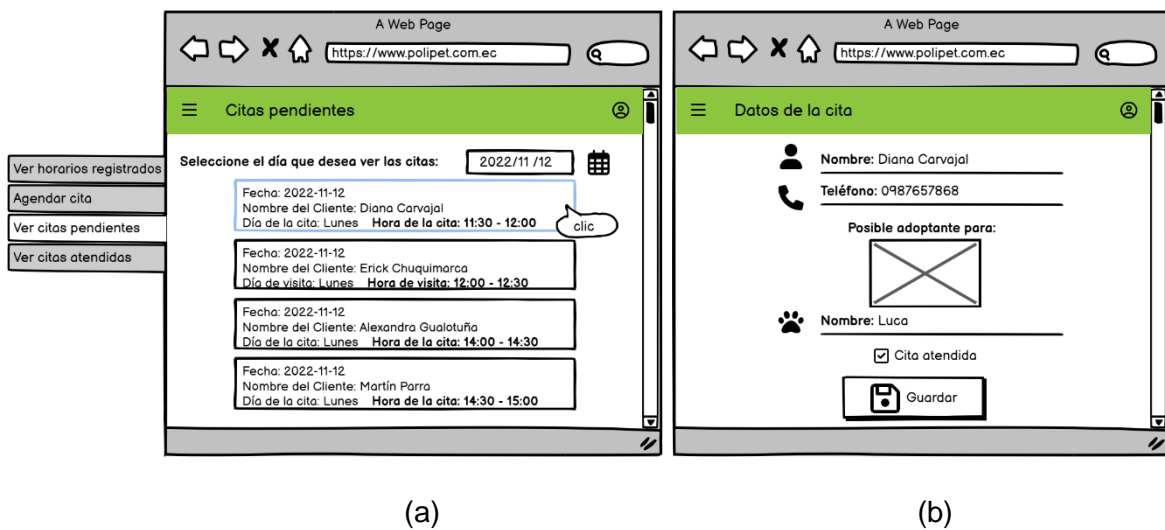 A Web Page
https://www.polipet.com.ec
Citas pendientes
Ver horarios registrados
Agendar cita
Ver citas pendientes
Ver citas atendidas
Seleccione el día que desea ver las citas:
2022/11 /12
Fecha: 2022-11-12
Nombre del Cliente: Diana Carvajal
Día de la cita: Lunes Hora de la cita: 11:30 - 12:00
clic
Fecha: 2022-11-12
Nombre del Cliente: Erick Chuquimarca
Día de visita: Lunes Hora de visita: 12:00 - 12:30
Fecha: 2022-11-12
Nombre del Cliente: Alexandra Gualotuña
Día de la cita: Lunes Hora de la cita: 14:00 - 14:30
Fecha: 2022-11-12
Nombre del Cliente: Martín Parra
Día de la cita: Lunes Hora de la cita: 14:30 - 15:00
(a)
A Web Page
https://www.polipet.com.ec
Datos de la cita
Nombre: Diana Carvajal
Teléfono: 0987657868
Posible adoptante para:
Nombre: Luca
Cita atendida
Guardar
(b)